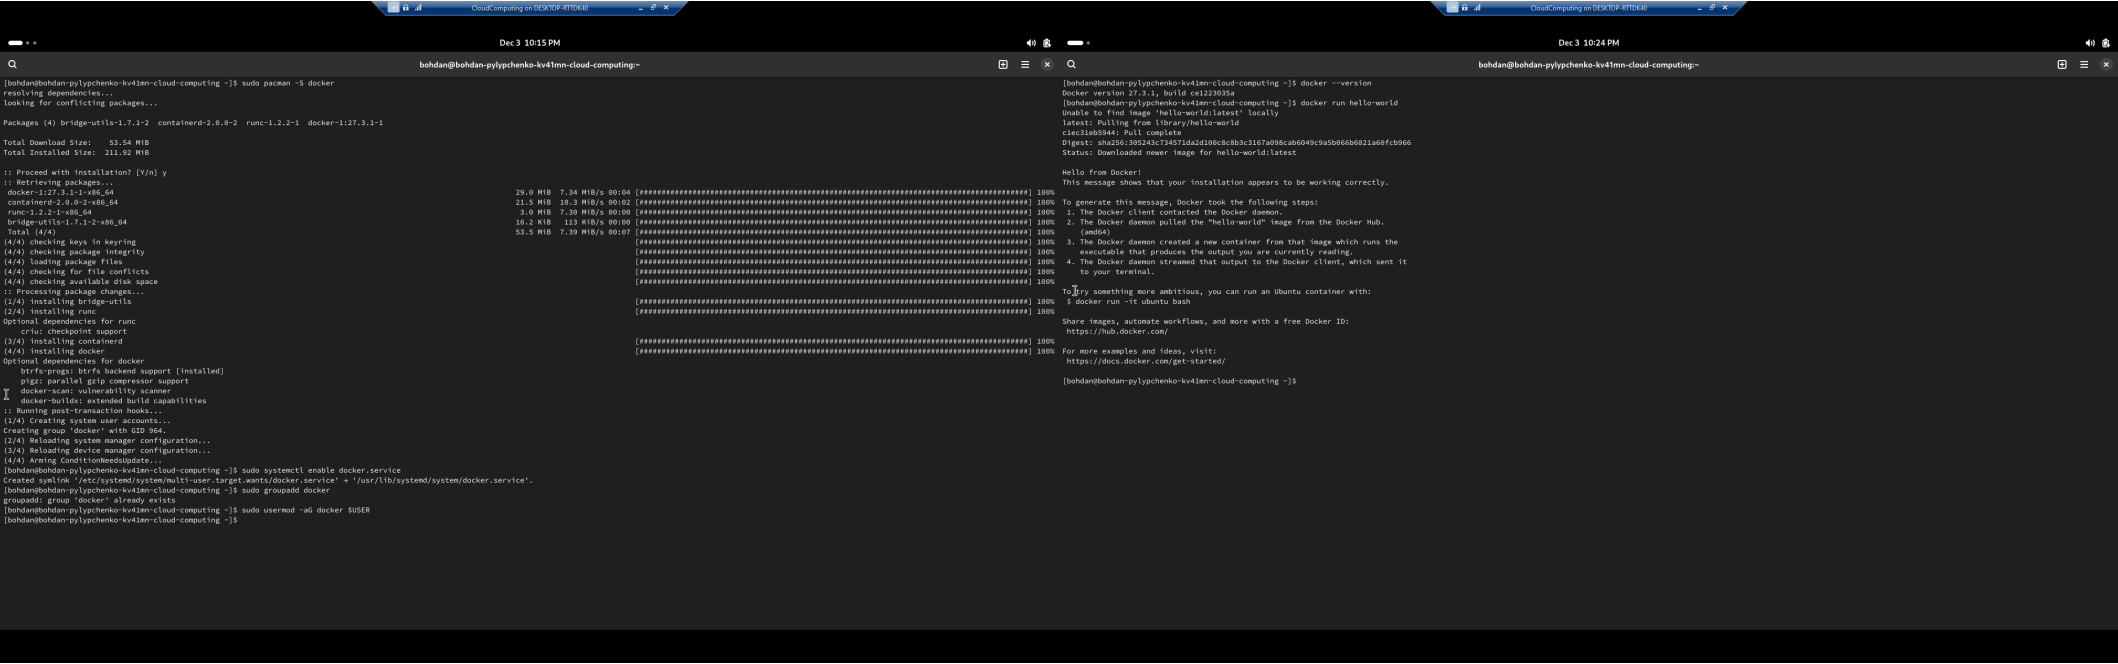 CloudComputing on DESKTOP-RTTDK40
Dec 3 10:15 PM
bohdan@bohdan-pylypchenko-kv41mn-cloud-computing:~
[bohdan@bohdan-pylypchenko-kv41mn-cloud-computing ~]$ sudo pacman -S docker
resolving dependencies...
looking for conflicting packages...
Packages (4) bridge-utils-1.7.1-2 containerd-2.0.0-2 runc-1.2.2-1 docker-1:27.3.1-1
Total Download Size: 53.54 MiB
Total Installed Size: 211.92 MiB
:: Proceed with installation? [Y/n] y
:: Retrieving packages...
docker-1:27.3.1-1-x86_64 29.0 MiB 7.34 MiB/s 00:04 [######################################################################################] 100%
containerd-2.0.0-2-x86_64 21.5 MiB 10.3 MiB/s 00:02 [######################################################################################] 100%
runc-1.2.2-1-x86_64 3.0 MiB 7.30 MiB/s 00:00 [######################################################################################] 100%
bridge-utils-1.7.1-2-x86_64 16.2 KiB 113 KiB/s 00:00 [######################################################################################] 100%
Total (4/4) 53.5 MiB 7.39 MiB/s 00:07 [######################################################################################] 100%
(4/4) checking keys in keyring [######################################################################################] 100%
(4/4) checking package integrity [######################################################################################] 100%
(4/4) loading package files [######################################################################################] 100%
(4/4) checking for file conflicts [######################################################################################] 100%
(4/4) checking available disk space [######################################################################################] 100%
:: Processing package changes...
(1/4) installing bridge-utils [######################################################################################] 100%
(2/4) installing runc [######################################################################################] 100%
Optional dependencies for runc
criu: checkpoint support
(3/4) installing containerd [######################################################################################] 100%
(4/4) installing docker [######################################################################################] 100%
Optional dependencies for docker
btrfs-progs: btrfs backend support [installed]
pigz: parallel gzip compressor support
docker-scan: vulnerability scanner
docker-buildx: extended build capabilities
:: Running post-transaction hooks...
(1/4) Creating system user accounts...
Creating group 'docker' with GID 964.
(2/4) Reloading system manager configuration...
(3/4) Reloading device manager configuration...
(4/4) Arming ConditionNeedsUpdate...
[bohdan@bohdan-pylypchenko-kv41mn-cloud-computing ~]$ sudo systemctl enable docker.service
Created symlink '/etc/systemd/system/multi-user.target.wants/docker.service' → '/usr/lib/systemd/system/docker.service'.
[bohdan@bohdan-pylypchenko-kv41mn-cloud-computing ~]$ sudo groupadd docker
groupadd: group 'docker' already exists
[bohdan@bohdan-pylypchenko-kv41mn-cloud-computing ~]$ sudo usermod -aG docker $USER
[bohdan@bohdan-pylypchenko-kv41mn-cloud-computing ~]$
CloudComputing on DESKTOP-RTTDK40
Dec 3 10:24 PM
bohdan@bohdan-pylypchenko-kv41mn-cloud-computing:~
[bohdan@bohdan-pylypchenko-kv41mn-cloud-computing ~]$ docker --version
Docker version 27.3.1, build ce1223035a
[bohdan@bohdan-pylypchenko-kv41mn-cloud-computing ~]$ docker run hello-world
Unable to find image 'hello-world:latest' locally
latest: Pulling from library/hello-world
c1ec31eb5944: Pull complete
Digest: sha256:305243c734571da2d100c8c8b3c3167a098cab6049c9a5b066b6021a60fcb966
Status: Downloaded newer image for hello-world:latest
Hello from Docker!
This message shows that your installation appears to be working correctly.
To generate this message, Docker took the following steps:
1. The Docker client contacted the Docker daemon.
2. The Docker daemon pulled the "hello-world" image from the Docker Hub.
(amd64)
3. The Docker daemon created a new container from that image which runs the
executable that produces the output you are currently reading.
4. The Docker daemon streamed that output to the Docker client, which sent it
to your terminal.
To try something more ambitious, you can run an Ubuntu container with:
$ docker run -it ubuntu bash
Share images, automate workflows, and more with a free Docker ID:
https://hub.docker.com/
For more examples and ideas, visit:
https://docs.docker.com/get-started/
[bohdan@bohdan-pylypchenko-kv41mn-cloud-computing ~]$